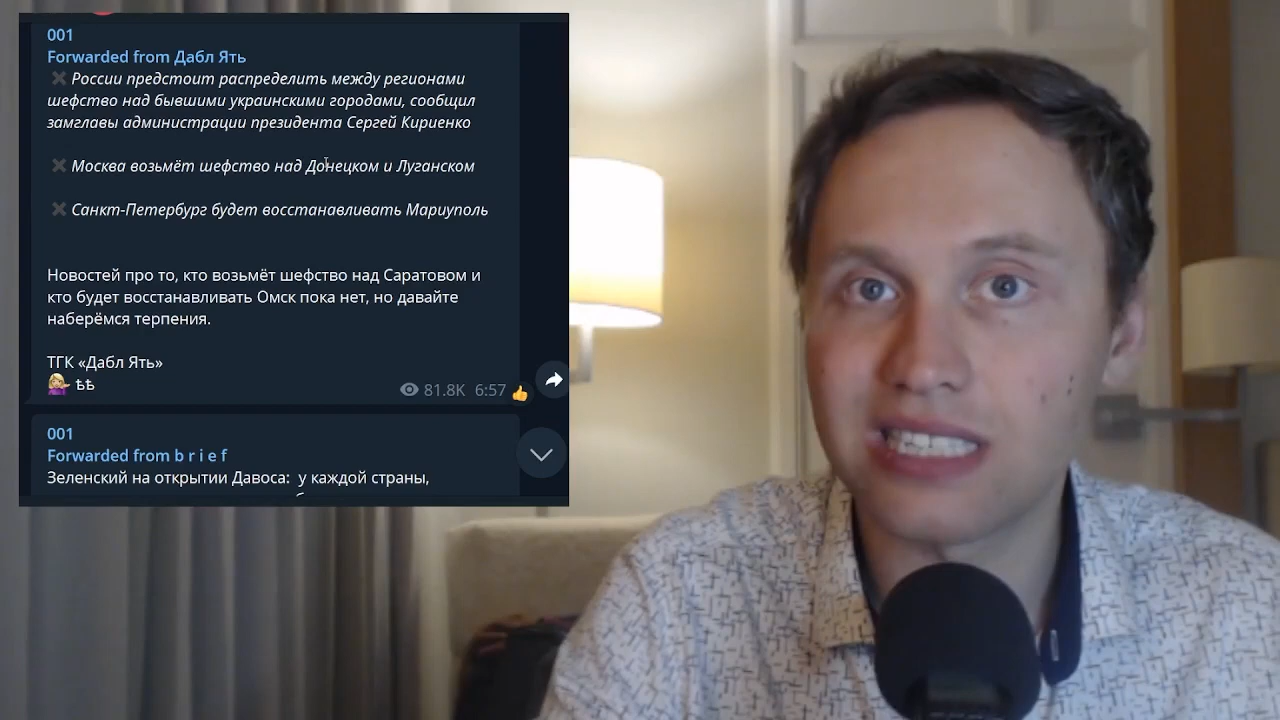 001
Forwarded from Дабл Ять
России предстоит распределить между регионами
шефство над бывшими украинскими городами, сообщил
замглавы администрации президента Сергей Кириенко
Москва возьмёт шефство над Донецком и Луганском
Санкт-Петербург будет восстанавливать Мариуполь
Новостей про то, кто возьмёт шефство над Саратовом и
кто будет восстанавливать Омск пока нет, но давайте
наберёмся терпения.
ТГК «Дабл Ять»
ѣѣ
81.8K 6:57
001
Forwarded from b r i e f
Зеленский на открытии Давоса: у каждой страны,